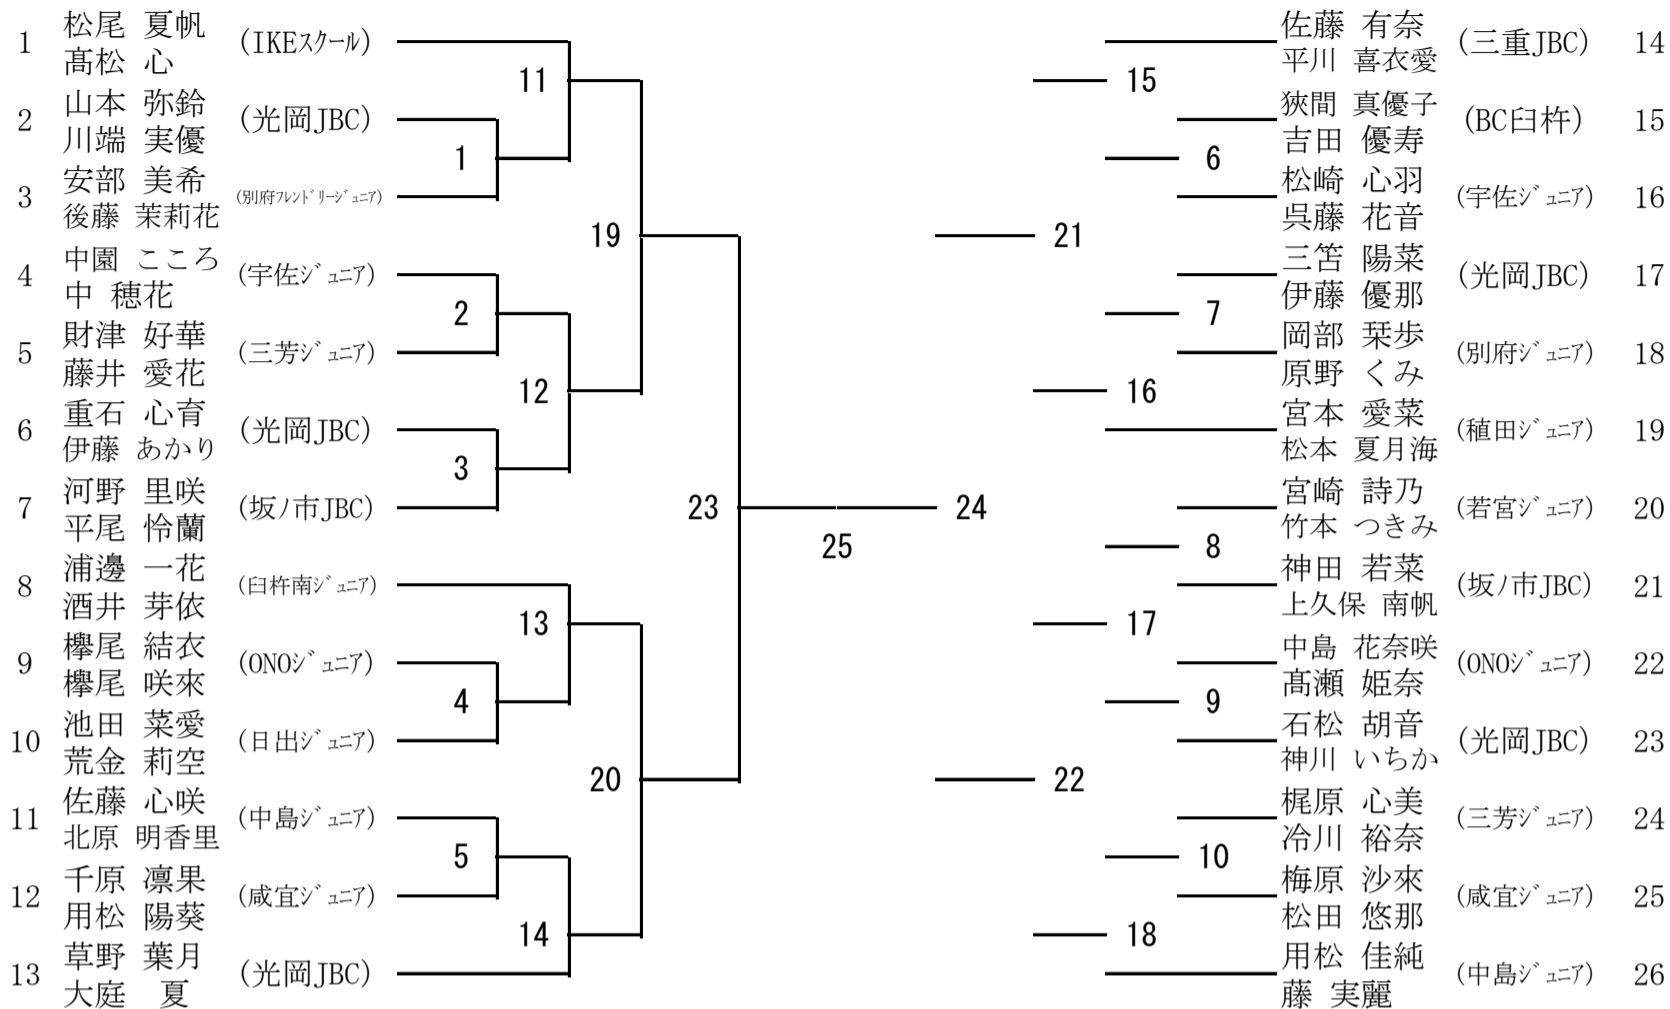 1 松尾 夏帆 (IKEスクール)
髙松 心
2 山本 弥鈴 (光岡JBC)
川端 実優
3 安部 美希 (別府フレンドリージュニア)
後藤 茉莉花
4 中園 こころ (宇佐ジュニア)
中 穂花
5 財津 好華 (三芳ジュニア)
藤井 愛花
6 重石 心育 (光岡JBC)
伊藤 あかり
7 河野 里咲 (坂ノ市JBC)
平尾 怜蘭
8 浦邊 一花 (臼杵南ジュニア)
酒井 芽依
9 欅尾 結衣 (ONOジュニア)
欅尾 咲來
10 池田 菜愛 (日出ジュニア)
荒金 莉空
11 佐藤 心咲 (中島ジュニア)
北原 明香里
12 千原 凛果 (咸宜ジュニア)
用松 陽葵
13 草野 葉月 (光岡JBC)
大庭 夏
11
1
19
2
12
3
23
13
4
20
5
14
25
24
15
6
21
7
16
8
17
9
22
10
18
佐藤 有奈 (三重JBC) 14
平川 喜衣愛
狹間 真優子 (BC臼杵) 15
吉田 優寿
松崎 心羽 (宇佐ジュニア) 16
呉藤 花音
三笘 陽菜 (光岡JBC) 17
伊藤 優那
岡部 栞歩 (別府ジュニア) 18
原野 くみ
宮本 愛菜 (稙田ジュニア) 19
松本 夏月海
宮崎 詩乃 (若宮ジュニア) 20
竹本 つきみ
神田 若菜 (坂ノ市JBC) 21
上久保 南帆
中島 花奈咲 (ONOジュニア) 22
髙瀬 姫奈
石松 胡音 (光岡JBC) 23
神川 いちか
梶原 心美 (三芳ジュニア) 24
冷川 裕奈
梅原 沙來 (咸宜ジュニア) 25
松田 悠那
用松 佳純 (中島ジュニア) 26
藤 実麗